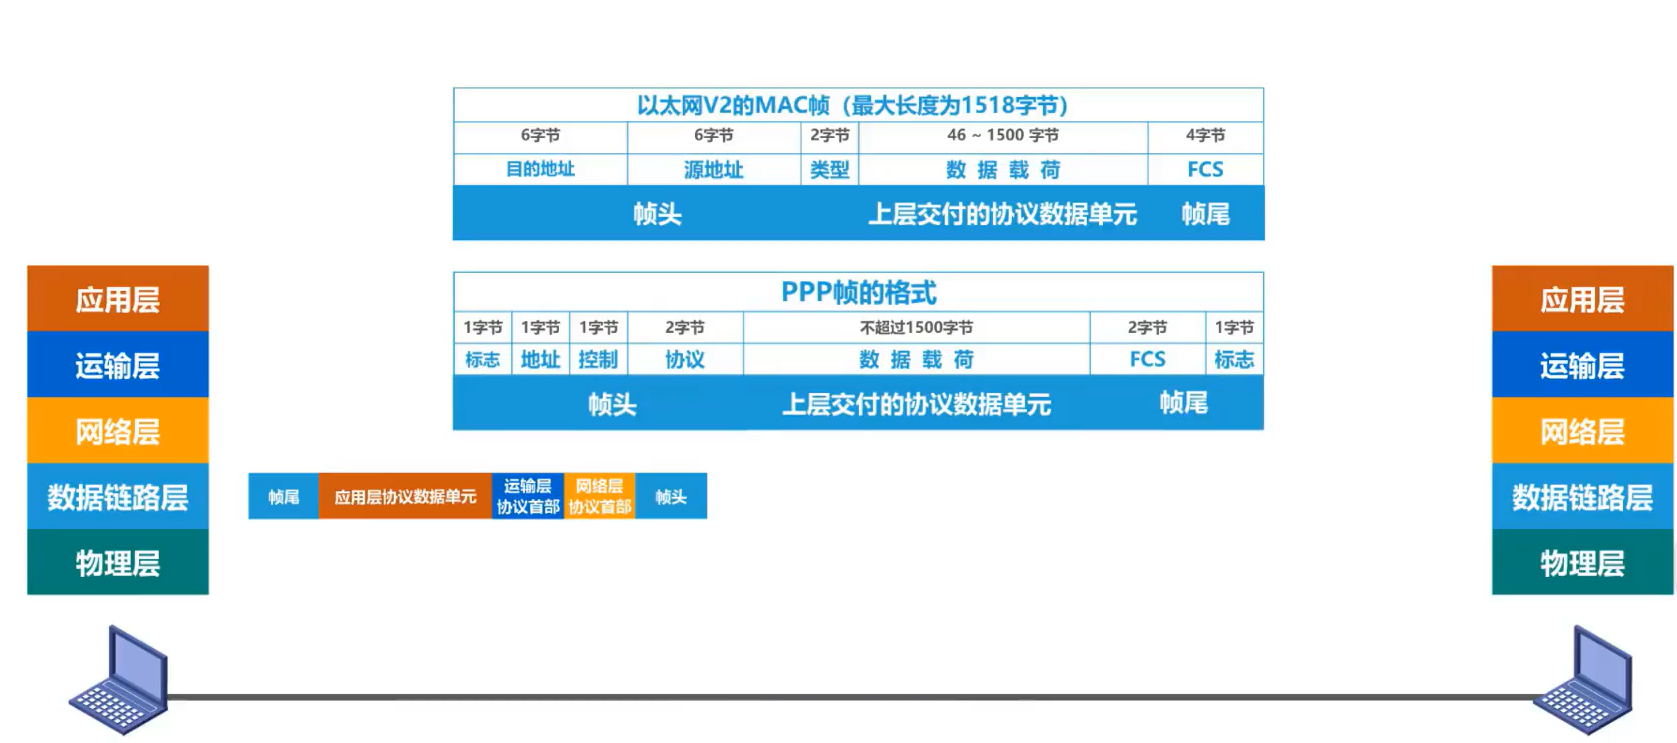 以太网V2的MAC帧（最大长度为1518字节）
6字节 6字节 2字节 46 ~ 1500 字节 4字节
目的地址 源地址 类型 数 据 载 荷 FCS
帧头 上层交付的协议数据单元 帧尾
PPP帧的格式
1字节 1字节 1字节 2字节 不超过1500字节 2字节 1字节
标志 地址 控制 协议 数 据 载 荷 FCS 标志
帧头 上层交付的协议数据单元 帧尾
应用层
运输层
网络层
数据链路层
物理层
帧尾
应用层协议数据单元
运输层
协议首部
网络层
协议首部
帧头
应用层
运输层
网络层
数据链路层
物理层